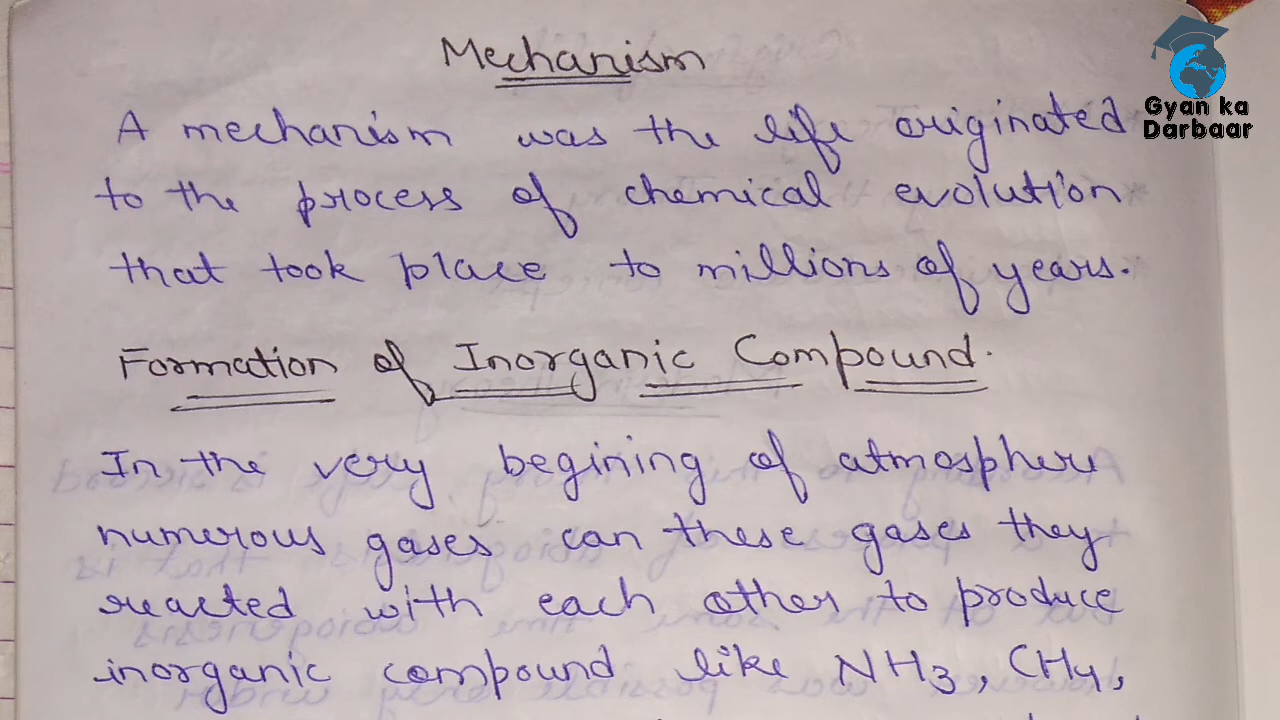 Mechanism
Gyan ka
Darbaar
A mechanism was the life originated
to the process of chemical evolution
that took place to millions of years.
Formation of Inorganic Compound.
In the very begining of atmosphere
numerous gases can these gases they
reacted with each other to produce
inorganic compound like NH3, CH4,